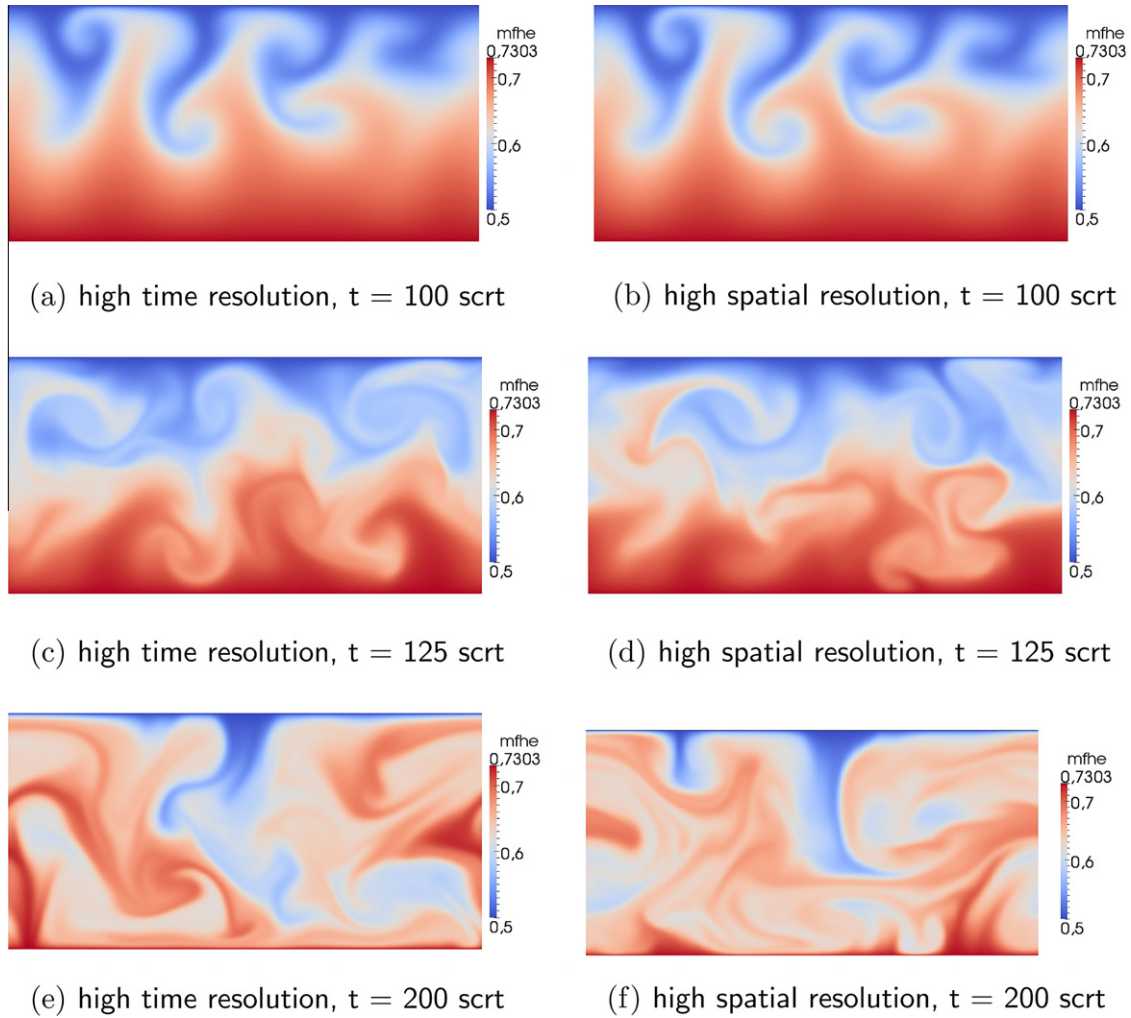 mfhe
0,7303
0,7
0,6
0,5
mfhe
0,7303
0,7
0,6
0,5
(a) high time resolution, t = 100 scrt
(b) high spatial resolution, t = 100 scrt
mfhe
0,7303
0,7
0,6
0,5
mfhe
0,7303
0,7
0,6
0,5
(c) high time resolution, t = 125 scrt
(d) high spatial resolution, t = 125 scrt
mfhe
0,7303
0,7
0,6
0,5
mfhe
0,7303
0,7
0,6
0,5
(e) high time resolution, t = 200 scrt
(f) high spatial resolution, t = 200 scrt